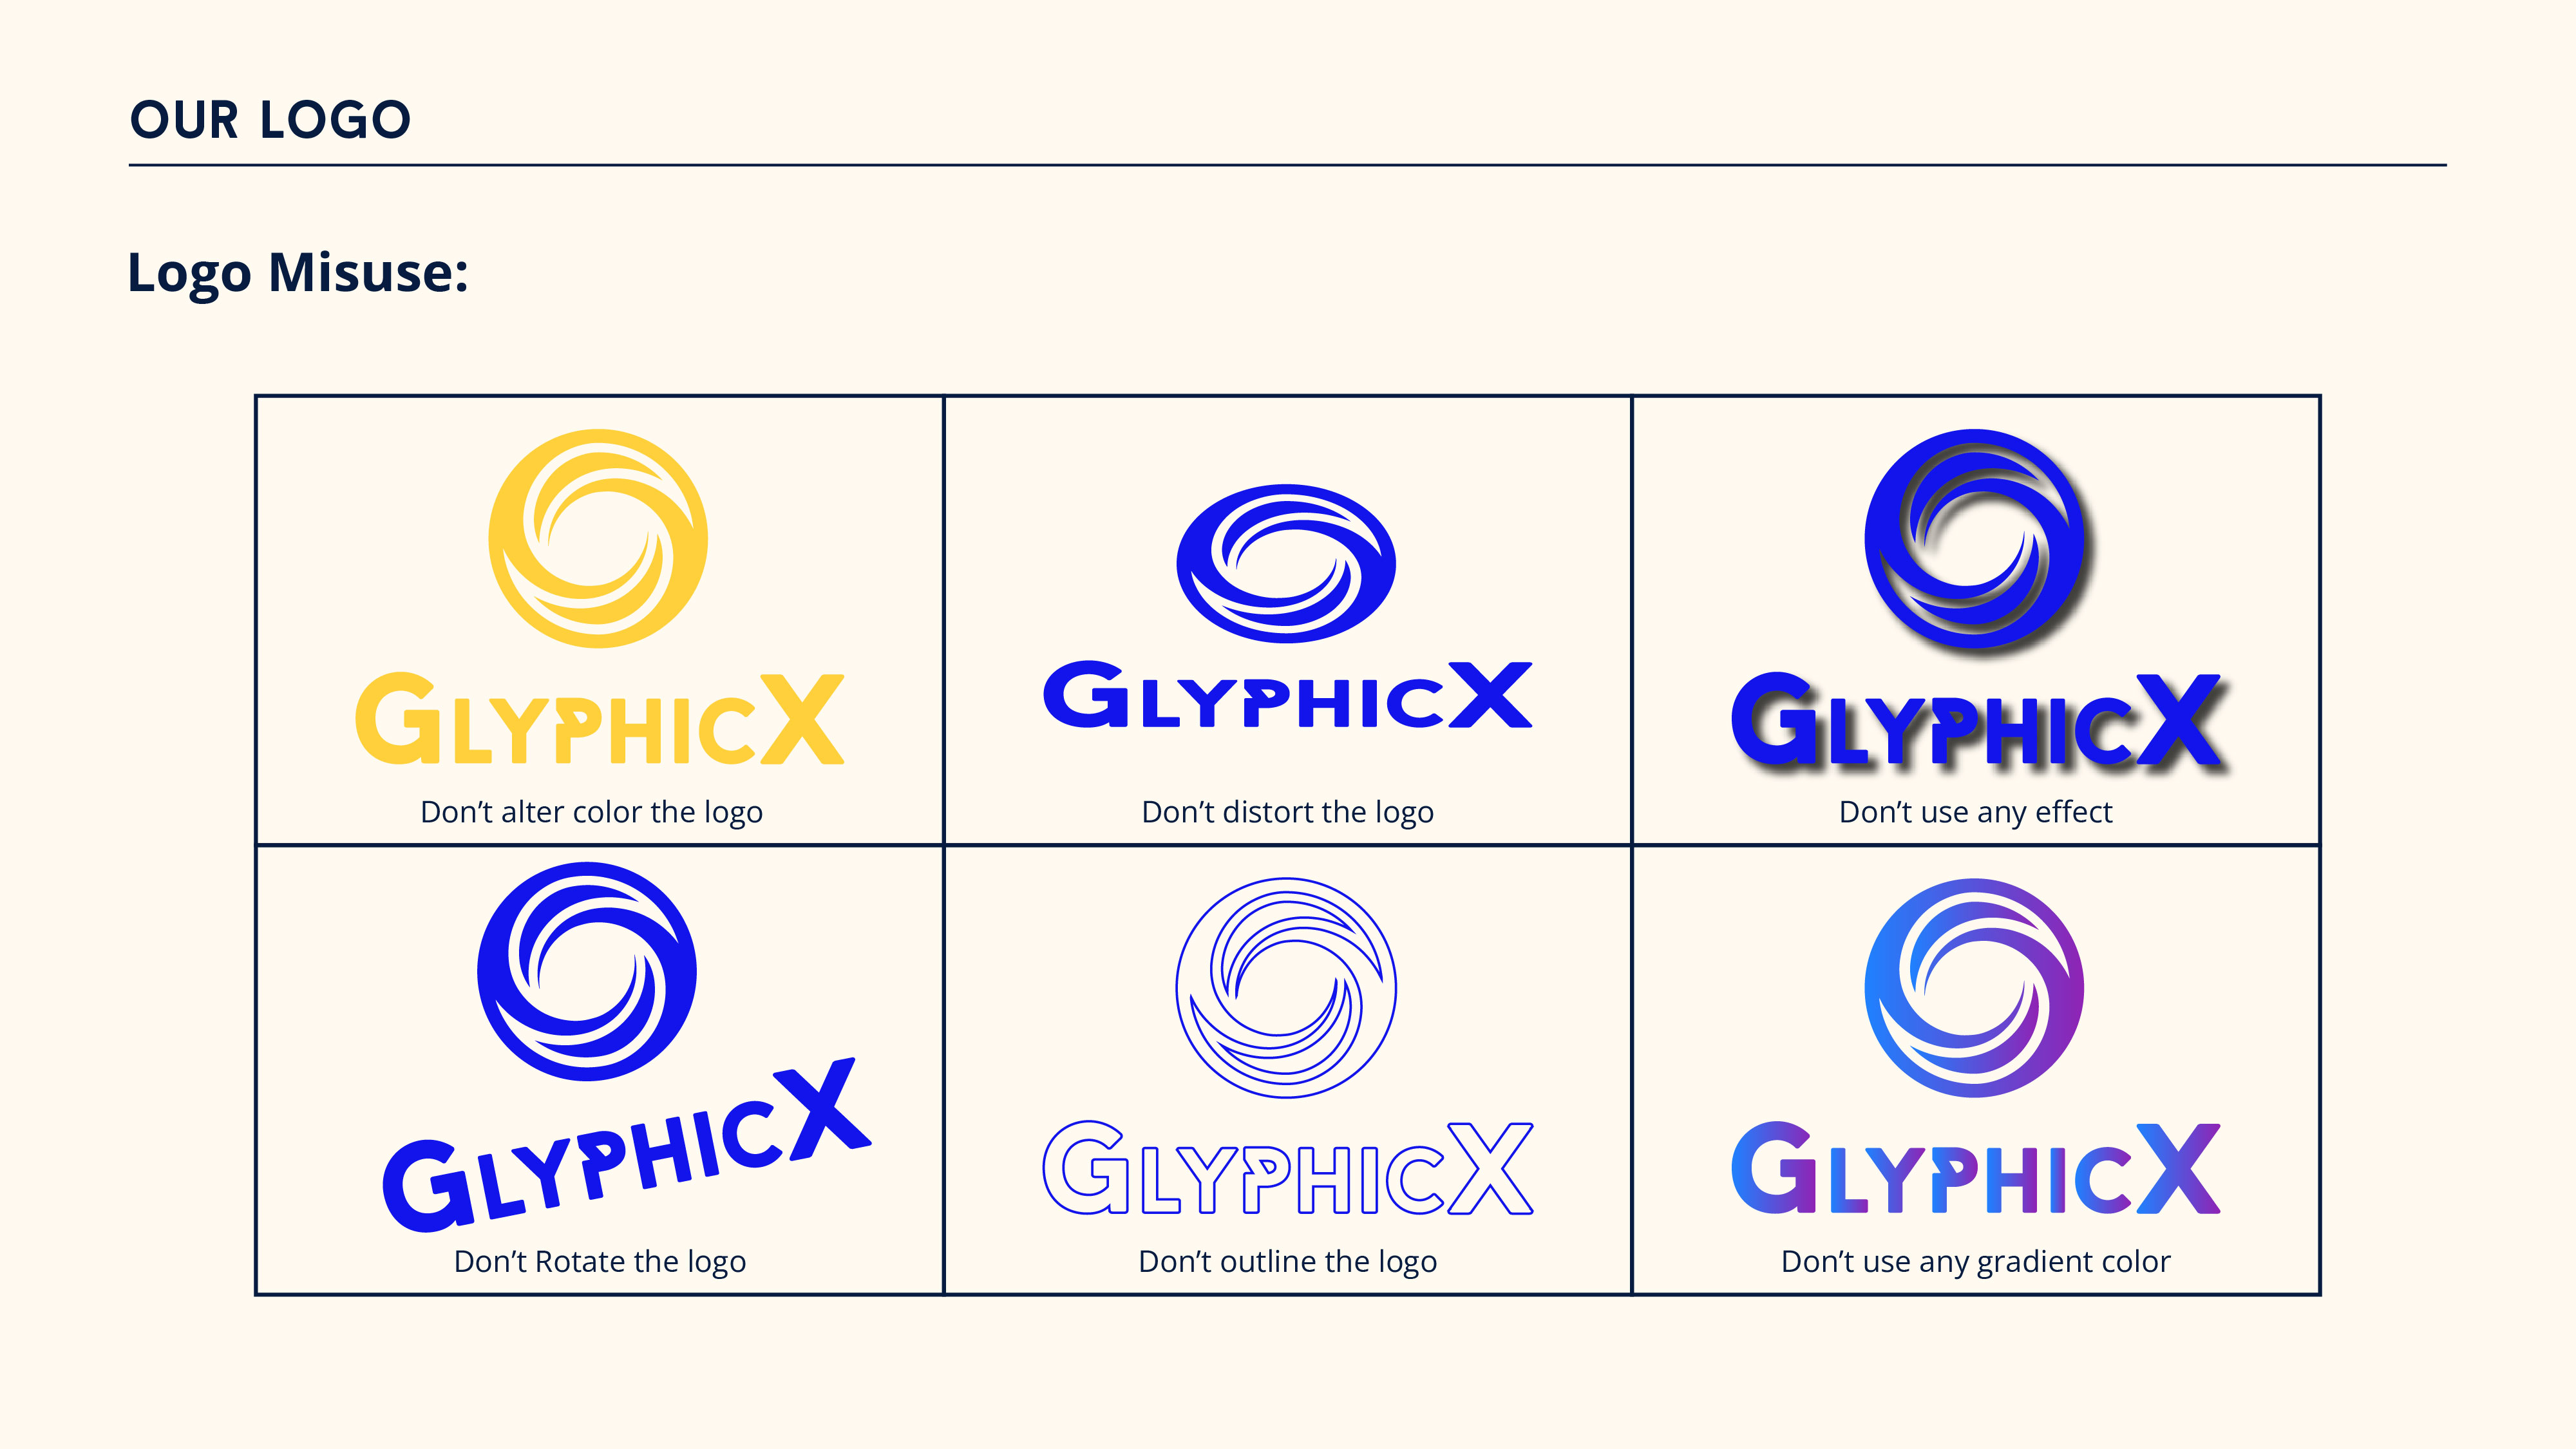 OUR LOGO
Logo Misuse:
GLYPHICX
Don’t alter color the logo
GLYPHICX
Don’t distort the logo
GLYPHICX
Don’t use any effect
GLYPHICX
Don’t Rotate the logo
GLYPHICX
Don’t outline the logo
GLYPHICX
Don’t use any gradient color